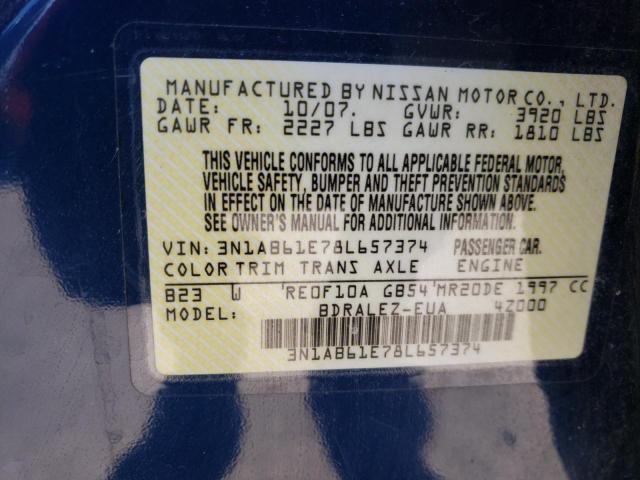 MANUFACTURED BY NISSAN MOTOR CO., LTD.
DATE: 10/07. GVWR: 3920 LBS
GAWR FR: 2227 LBS GAWR RR: 1810 LBS
THIS VEHICLE CONFORMS TO ALL APPLICABLE FEDERAL MOTOR
VEHICLE SAFETY, BUMPER AND THEFT PREVENTION STANDARDS
IN EFFECT ON THE DATE OF MANUFACTURE SHOWN ABOVE.
SEE OWNER'S MANUAL FOR ADDITIONAL INFORMATION.
VIN: 3N1AB61E78L657374 PASSENGER CAR.
COLOR TRIM TRANS AXLE ENGINE
B23 W 'RE0F10A GB54'MR20DE 1997 CC
MODEL: BDRALEZ-EUA 4Z000
3N1AB61E78L657374